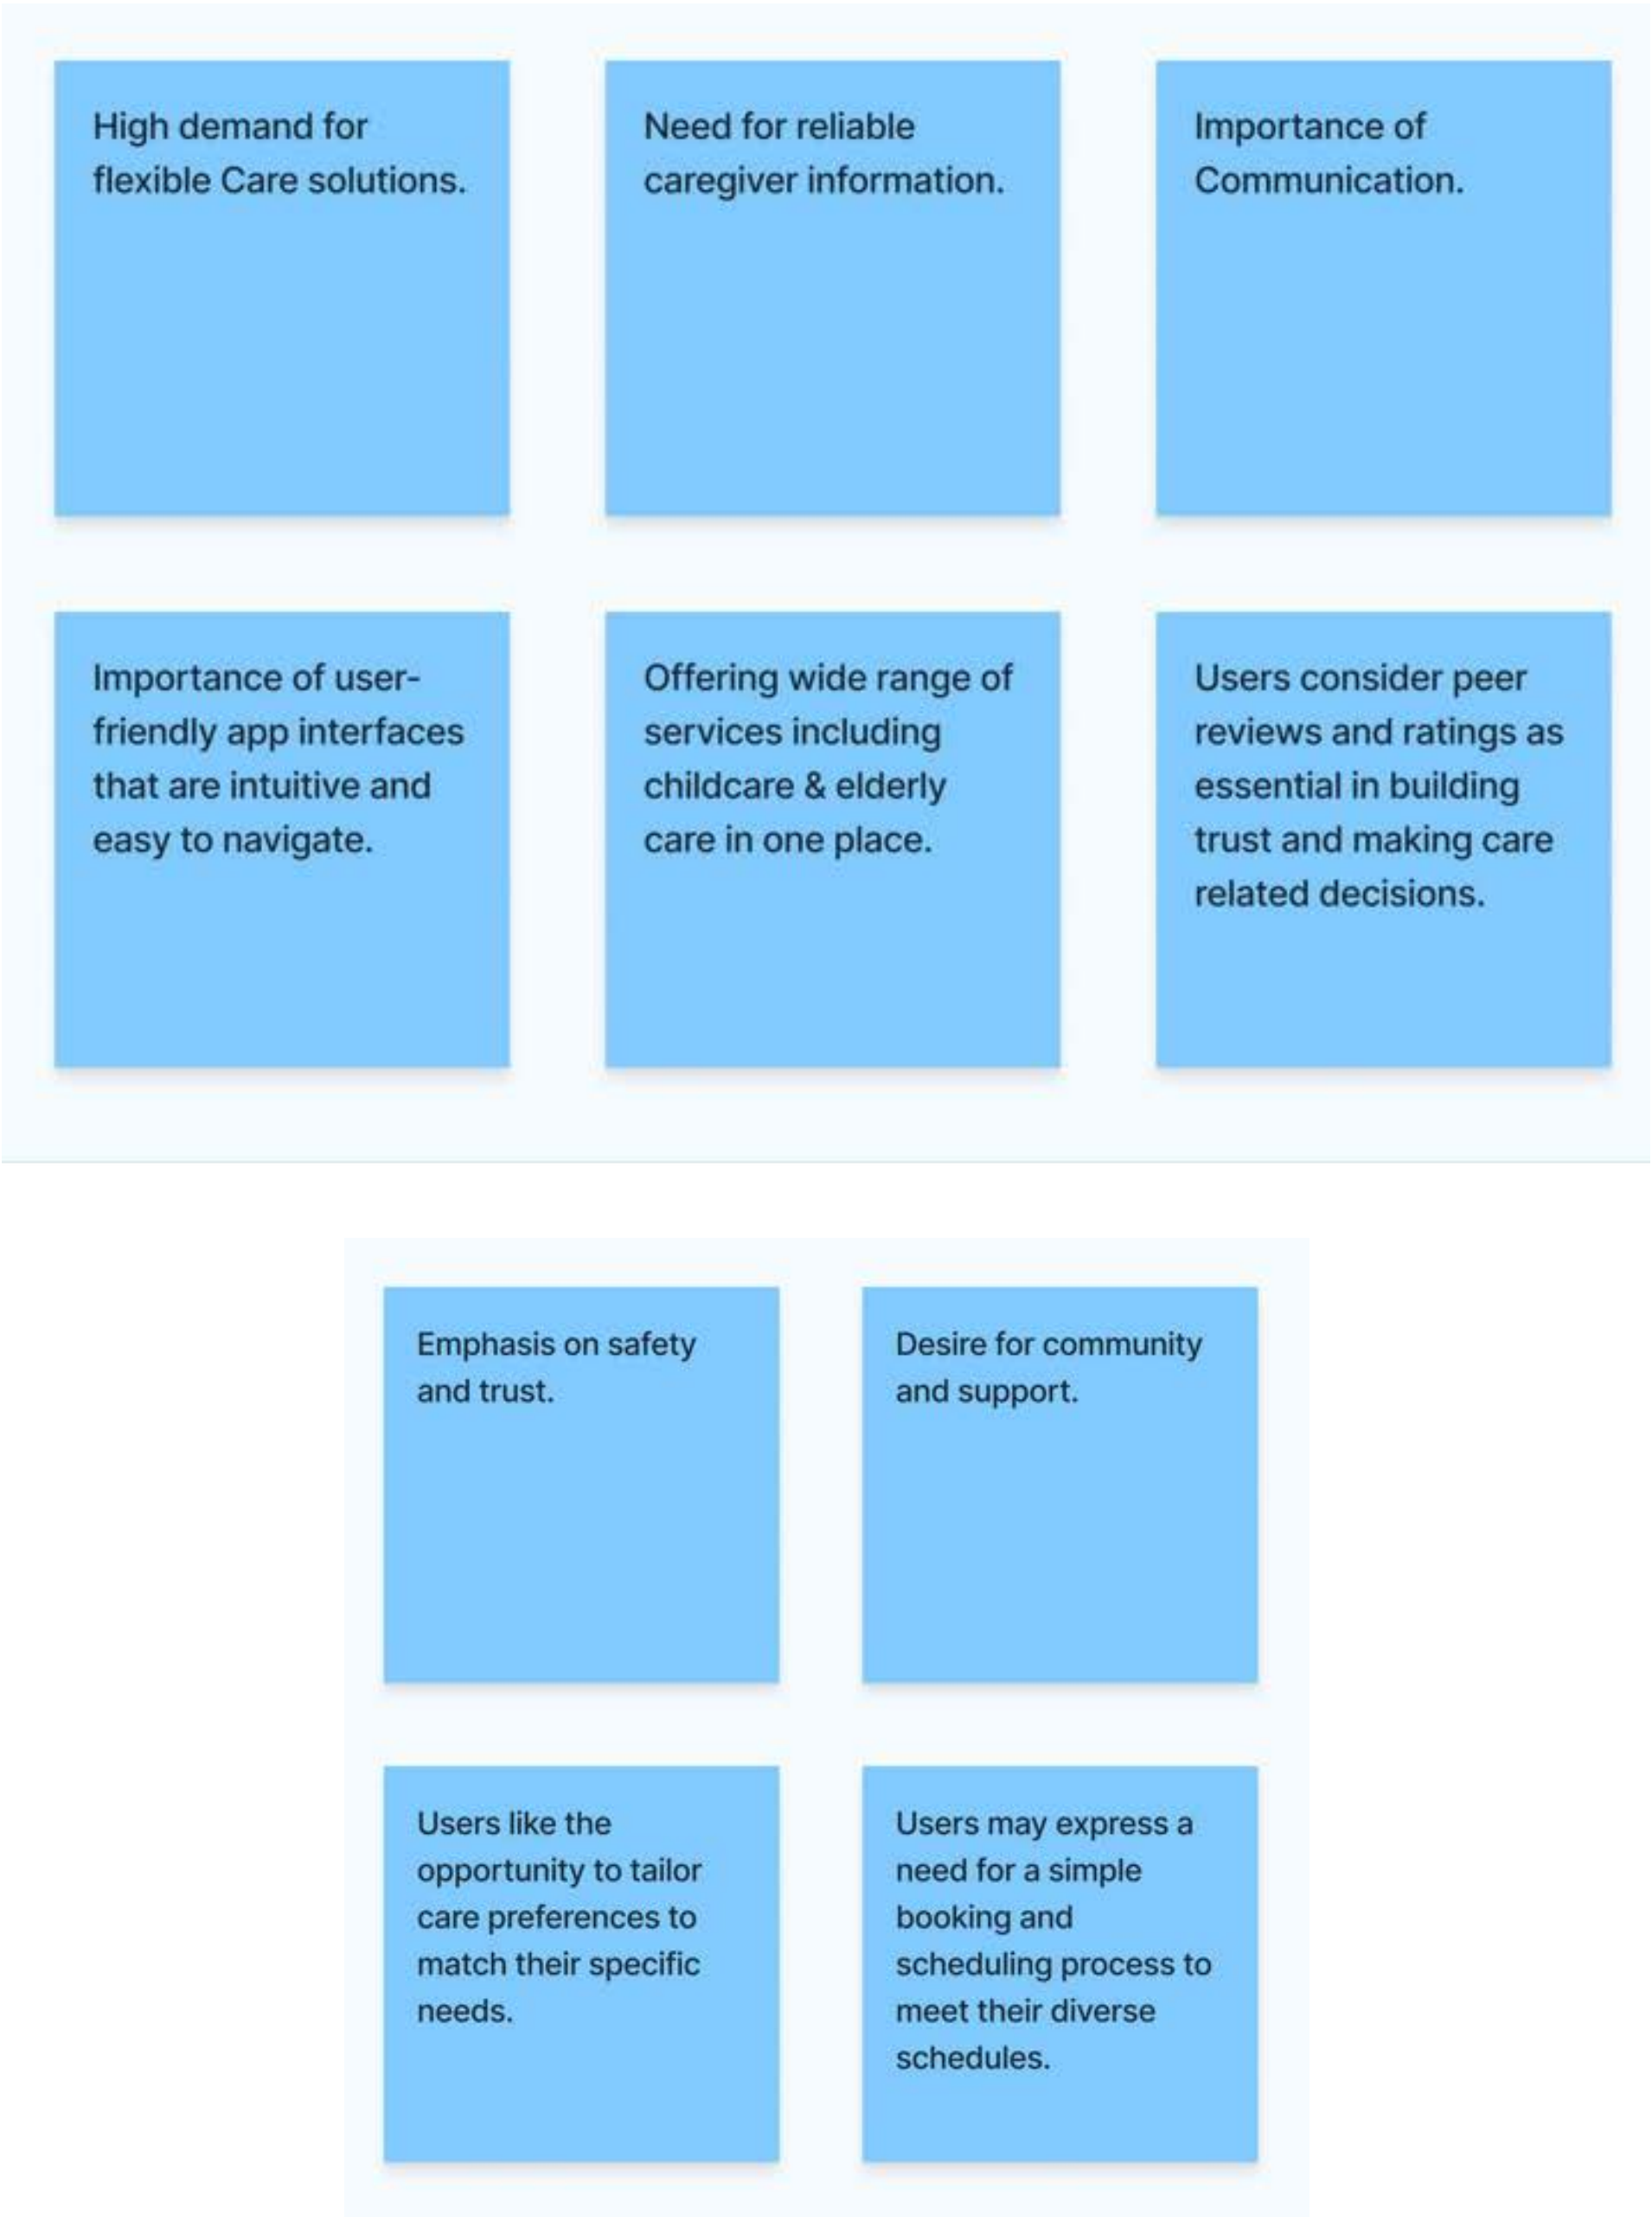 High demand for
flexible Care solutions.
Need for reliable
caregiver information.
Importance of
Communication.
Importance of user-
friendly app interfaces
that are intuitive and
easy to navigate.
Offering wide range of
services including
childcare & elderly
care in one place.
Users consider peer
reviews and ratings as
essential in building
trust and making care
related decisions.
Emphasis on safety
and trust.
Desire for community
and support.
Users like the
opportunity to tailor
care preferences to
match their specific
needs.
Users may express a
need for a simple
booking and
scheduling process to
meet their diverse
schedules.